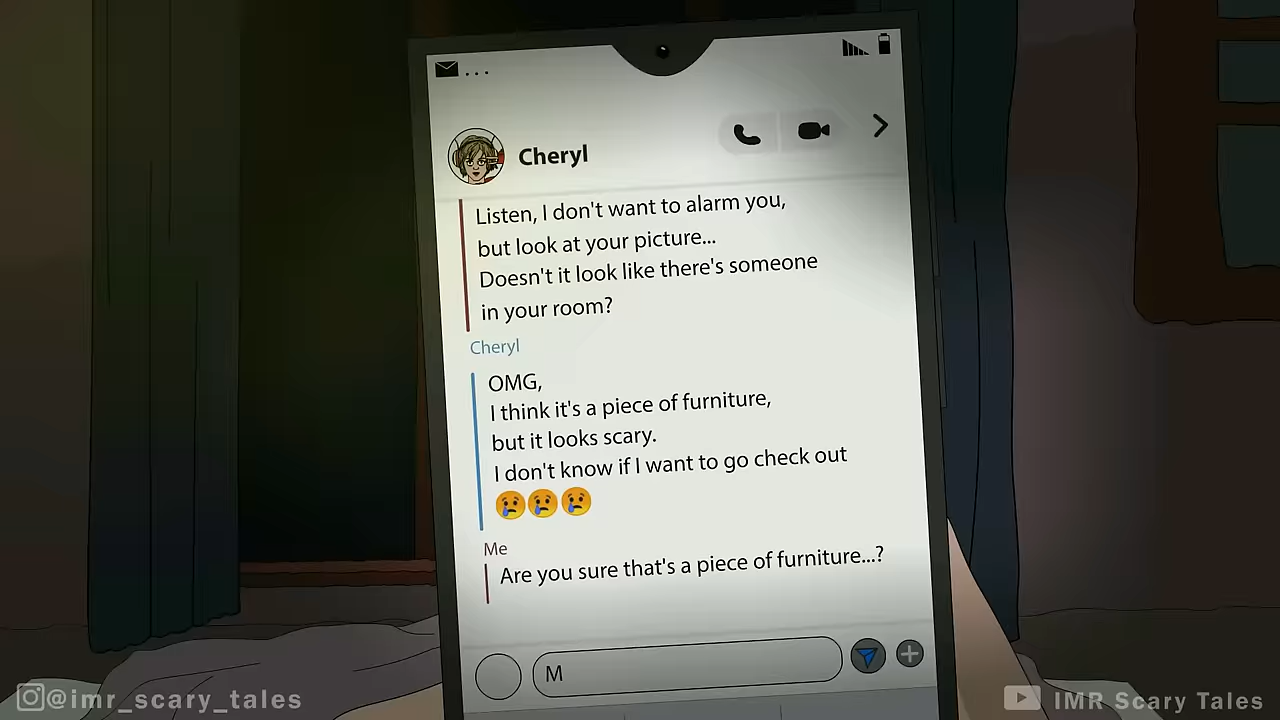 ...
Cheryl
Listen, I don't want to alarm you,
but look at your picture...
Doesn't it look like there's someone
in your room?
Cheryl
OMG,
I think it's a piece of furniture,
but it looks scary.
I don't know if I want to go check out
😢😢😢
Me
Are you sure that's a piece of furniture...?
M
@imr_scary_tales
IMR Scary Tales